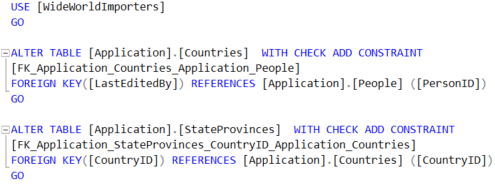 USE [WideWorldImporters]
GO
ALTER TABLE [Application].[Countries]  WITH CHECK ADD CONSTRAINT
[FK_Application_Countries_Application_People]
FOREIGN KEY([LastEditedBy]) REFERENCES [Application].[People] ([PersonID])
GO
ALTER TABLE [Application].[StateProvinces]  WITH CHECK ADD CONSTRAINT
[FK_Application_StateProvinces_CountryID_Application_Countries]
FOREIGN KEY([CountryID]) REFERENCES [Application].[Countries] ([CountryID])
GO